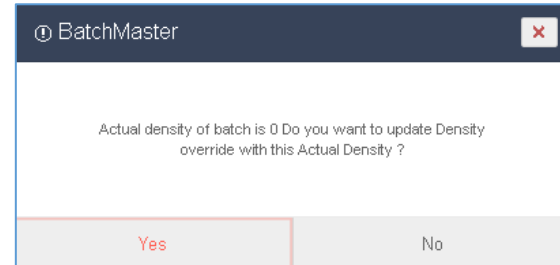 BatchMaster
Actual density of batch is 0 Do you want to update Density
override with this Actual Density ?
Yes
No